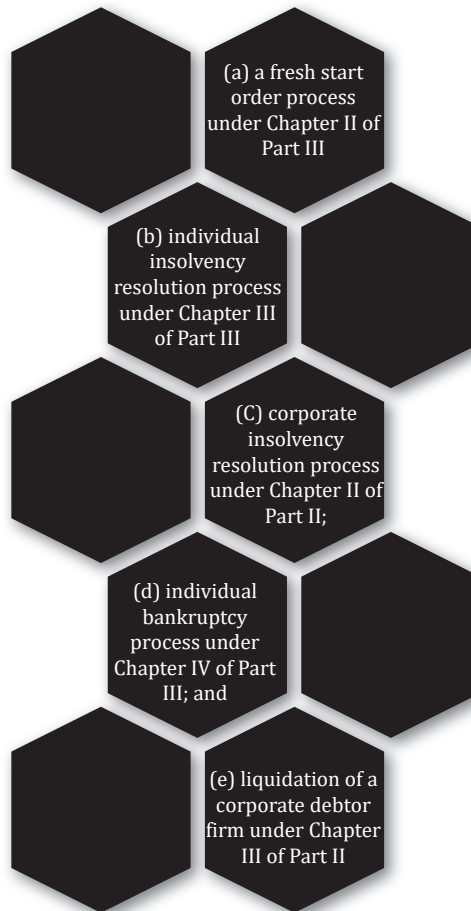 (a) a fresh start
order process
under Chapter II of
Part III
(b) individual
insolvency
resolution process
under Chapter III
of Part III
(C) corporate
insolvency
resolution process
under Chapter II of
Part II;
(d) individual
bankruptcy
process under
Chapter IV of Part
III; and
(e) liquidation of a
corporate debtor
firm under Chapter
III of Part II